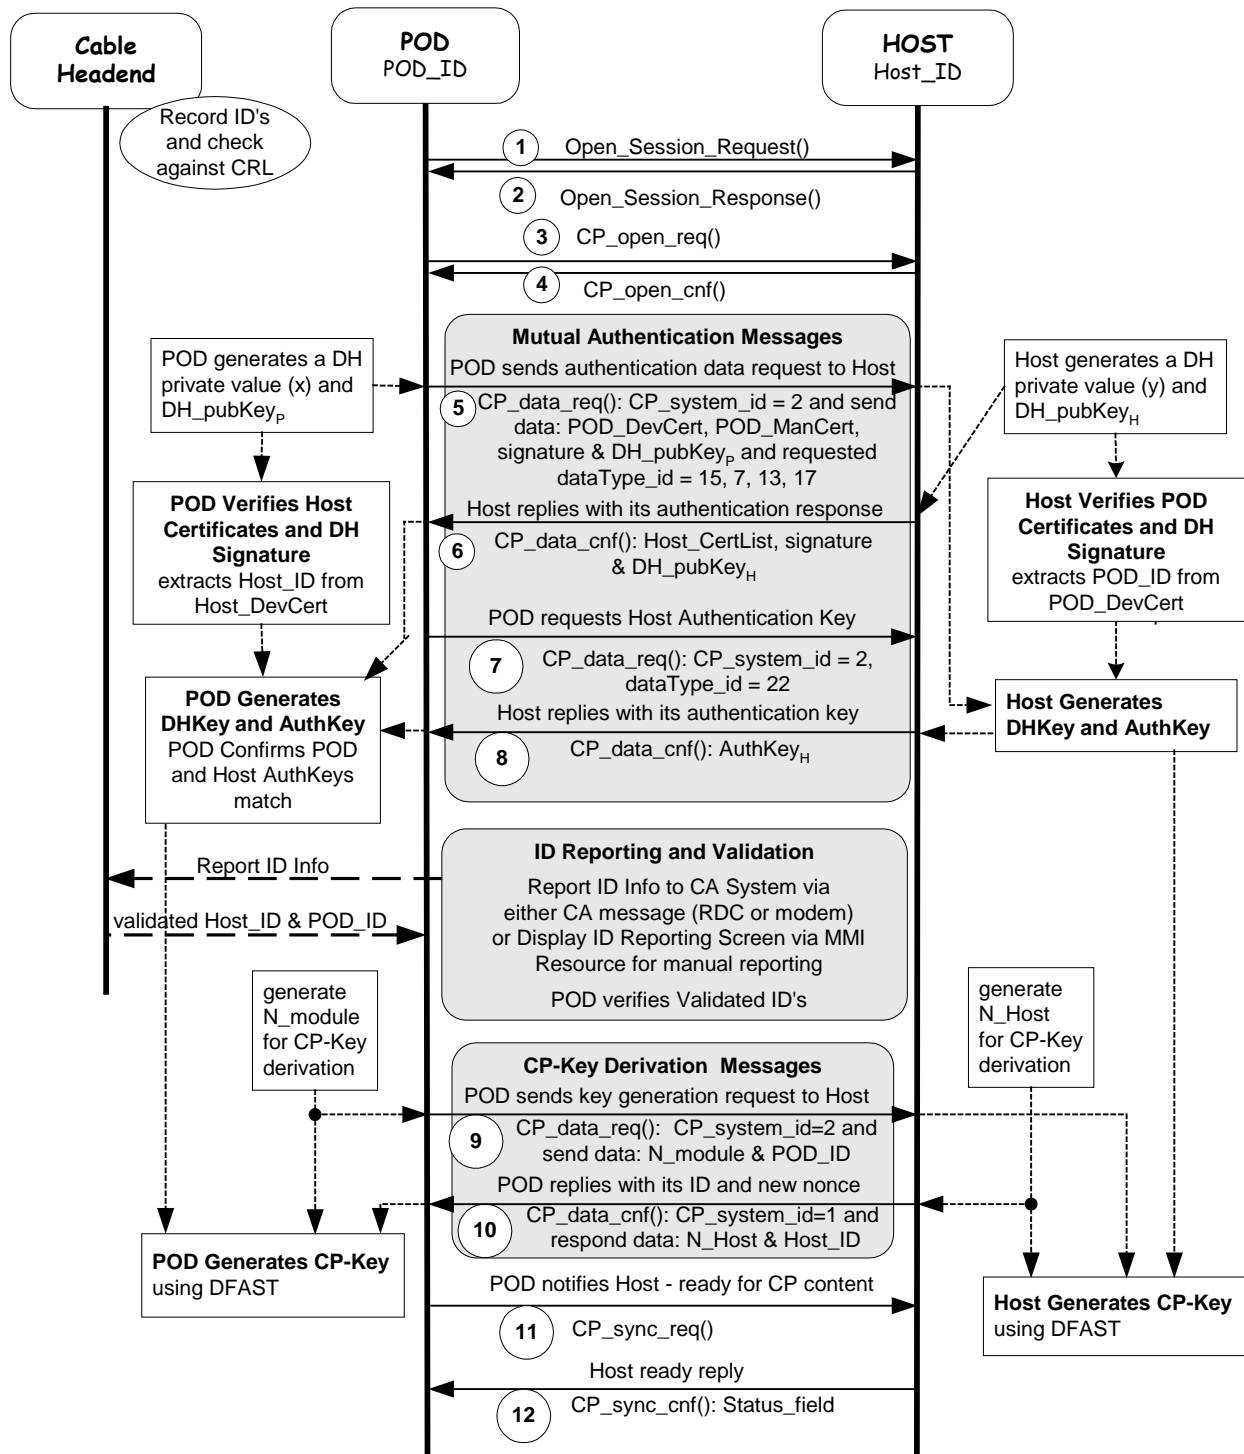 Cable
Headend
POD
POD_ID
HOST
Host_ID
Record ID's
and check
against CRL
1
Open_Session_Request()
2
Open_Session_Response()
3
CP_open_req()
4
CP_open_cnf()
Mutual Authentication Messages
POD sends authentication data request to Host
5
CP_data_req(): CP_system_id = 2 and send
data: POD_DevCert, POD_ManCert,
signature & DH_pubKeyP and requested
dataType_id = 15, 7, 13, 17
Host replies with its authentication response
6
CP_data_cnf(): Host_CertList, signature
& DH_pubKeyH
POD requests Host Authentication Key
7
CP_data_req(): CP_system_id = 2,
dataType_id = 22
Host replies with its authentication key
8
CP_data_cnf(): AuthKeyH
POD generates a DH
private value (x) and
DH_pubKeyP
POD Verifies Host
Certificates and DH
Signature
extracts Host_ID from
Host_DevCert
POD Generates
DHKey and AuthKey
POD Confirms POD
and Host AuthKeys
match
Host generates a DH
private value (y) and
DH_pubKeyH
Host Verifies POD
Certificates and DH
Signature
extracts POD_ID from
POD_DevCert
Host Generates
DHKey and AuthKey
Report ID Info
validated Host_ID & POD_ID
ID Reporting and Validation
Report ID Info to CA System via
either CA message (RDC or modem)
or Display ID Reporting Screen via MMI
Resource for manual reporting
POD verifies Validated ID's
generate
N_module
for CP-Key
derivation
generate
N_Host
for CP-Key
derivation
CP-Key Derivation Messages
POD sends key generation request to Host
9
CP_data_req(): CP_system_id=2 and
send data: N_module & POD_ID
POD replies with its ID and new nonce
10
CP_data_cnf(): CP_system_id=1 and
respond data: N_Host & Host_ID
POD Generates CP-Key
using DFAST
Host Generates CP-Key
using DFAST
POD notifies Host - ready for CP content
11
CP_sync_req()
Host ready reply
12
CP_sync_cnf(): Status_field